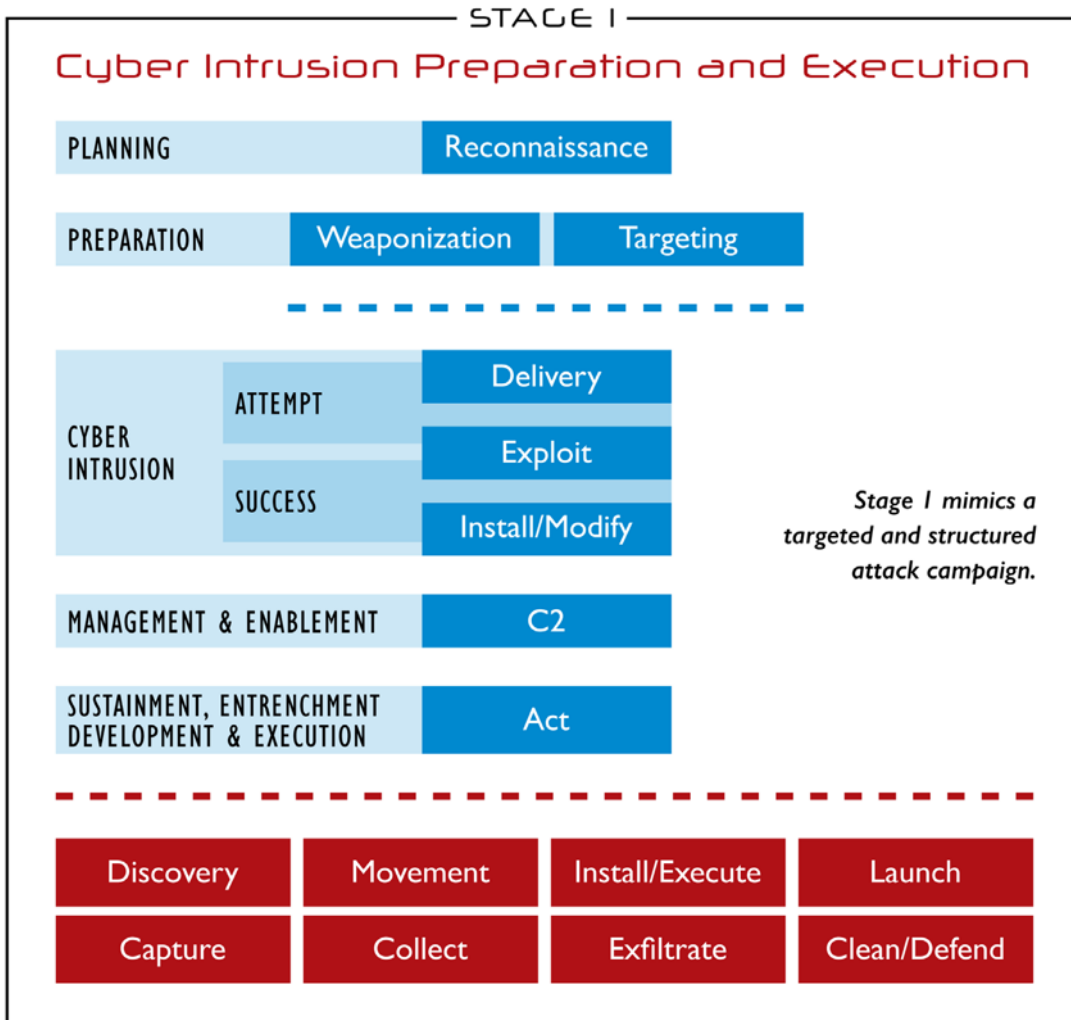 STAGE 1
Cyber Intrusion Preparation and Execution
PLANNING
Reconnaissance
PREPARATION
Weaponization
Targeting
CYBER
INTRUSION
ATTEMPT
SUCCESS
Delivery
Exploit
Install/Modify
Stage 1 mimics a
targeted and structured
attack campaign.
MANAGEMENT & ENABLEMENT
C2
SUSTAINMENT, ENTRENCHMENT
DEVELOPMENT & EXECUTION
Act
Discovery
Movement
Install/Execute
Launch
Capture
Collect
Exfiltrate
Clean/Defend